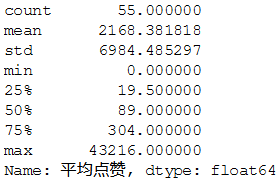 count 55.000000
mean 2168.381818
std 6984.485297
min 0.000000
25% 19.500000
50% 89.000000
75% 304.000000
max 43216.000000
Name: 平均点赞, dtype: float64